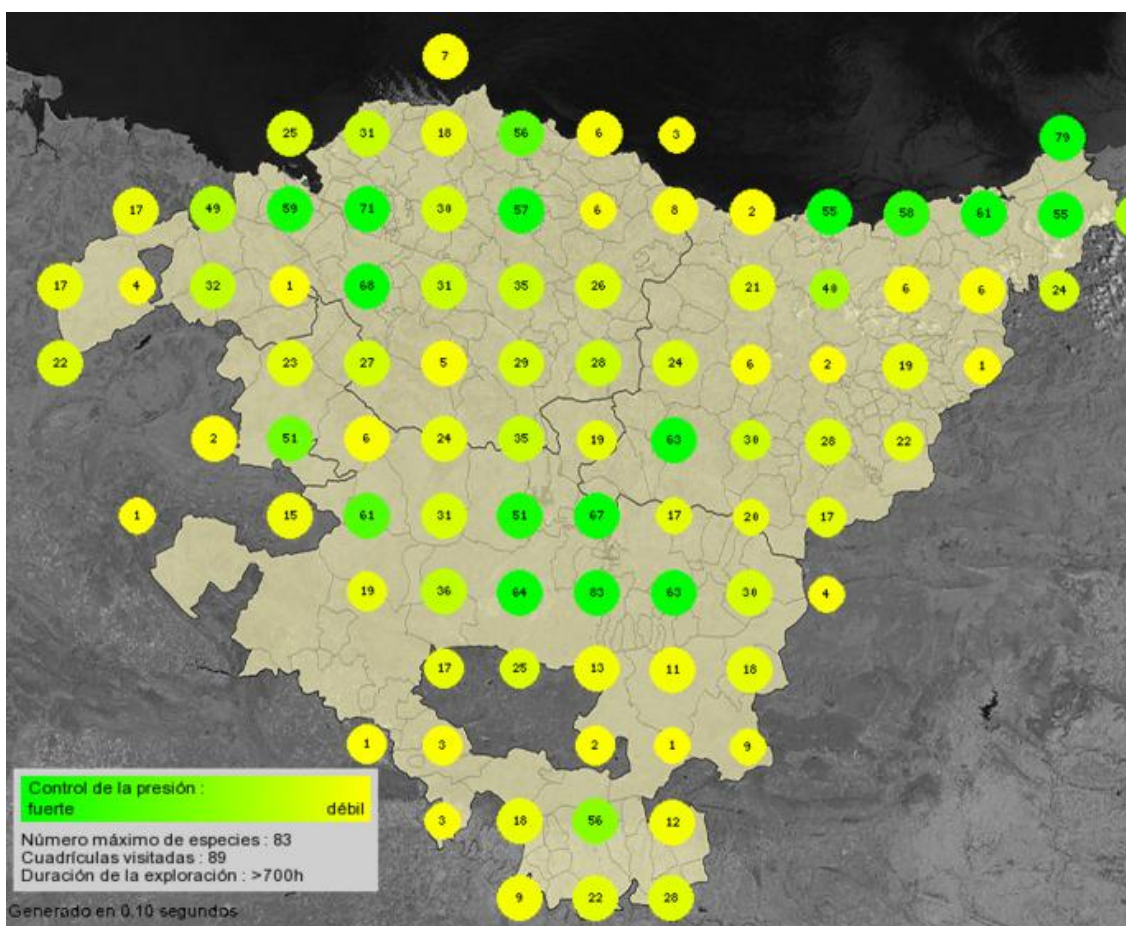 7
25 31 18 56 6 3 79
17 49 59 71 30 57 6 8 2 55 58 61 55
17 4 32 1 68 31 35 26 21 40 6 6 24
22 23 27 5 29 28 24 6 2 19 1
2 51 6 24 35 19 63 30 28 22
1 15 61 31 51 67 17 20 17
19 36 64 83 63 30 4
17 25 13 11 18
1 3 2 1 9
Control de la presión :
fuerte débil
3 18 56 12
Número máximo de especies : 83
Cuadrículas visitadas : 89
Duración de la exploración : >700h
9 22 28
Generado en 0.10 segundos